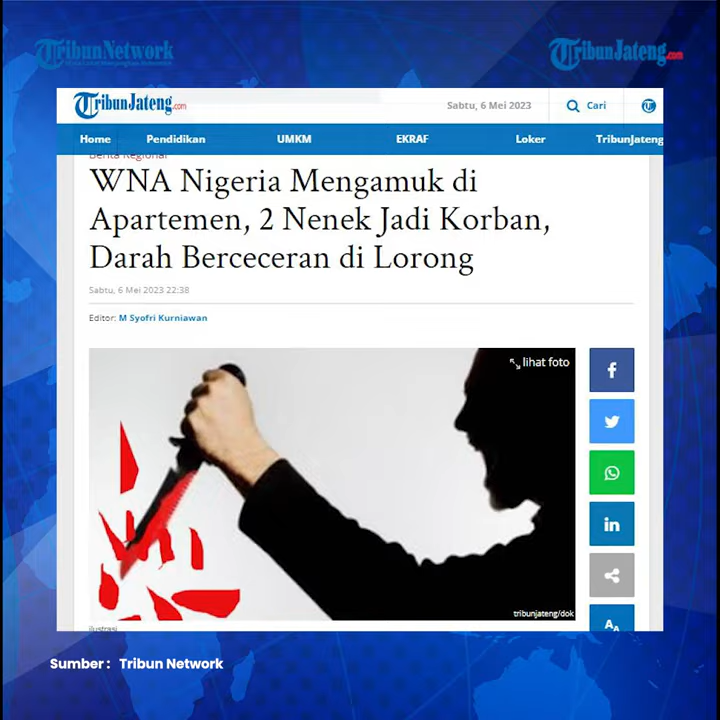 TribunNetwork
TribunJateng.com
TribunJateng.com
Sabtu, 6 Mei 2023
Cari
Home Pendidikan UMKM EKRAF Loker TribunJateng
Berita Regional
WNA Nigeria Mengamuk di
Apartemen, 2 Nenek Jadi Korban,
Darah Berceceran di Lorong
Sabtu, 6 Mei 2023 22:38
Editor: M Syofri Kurniawan
lihat foto
tribunjateng/dok
ilustrasi
AA
Sumber : Tribun Network